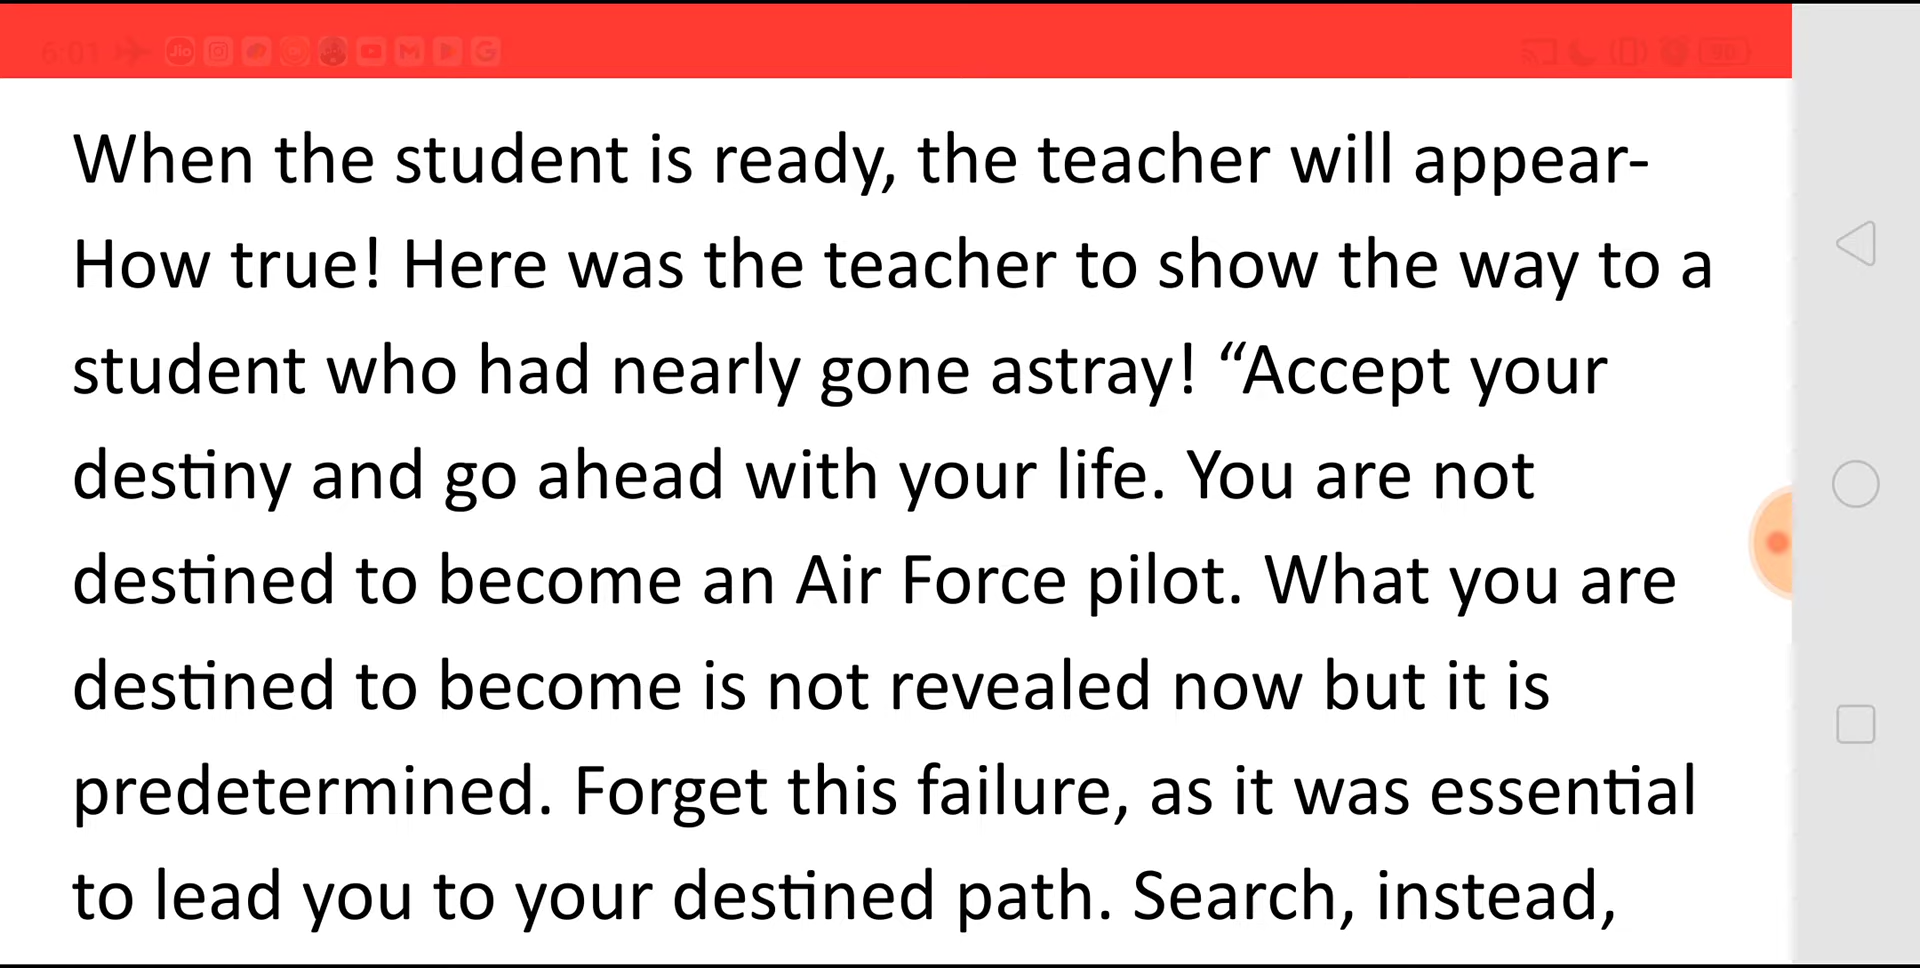 6:01
When the student is ready, the teacher will appear-
How true! Here was the teacher to show the way to a
student who had nearly gone astray! “Accept your
destiny and go ahead with your life. You are not
destined to become an Air Force pilot. What you are
destined to become is not revealed now but it is
predetermined. Forget this failure, as it was essential
to lead you to your destined path. Search, instead,